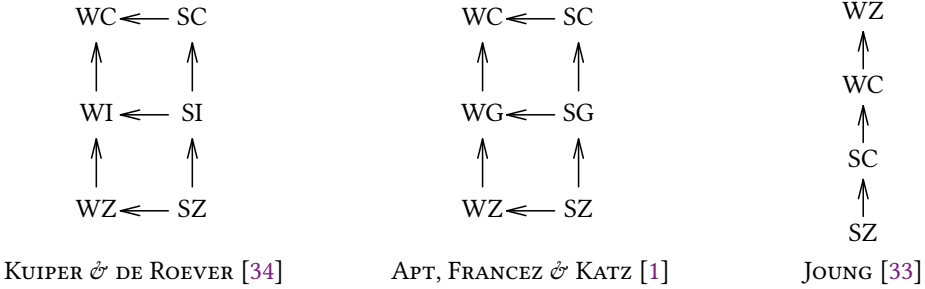 WC SC WC SC WZ
WC
WI SI WG SG
SC
WZ SZ WZ SZ
SZ
Kuiper & de Roever [34] Apt, Francez & Katz [1] Joung [33]